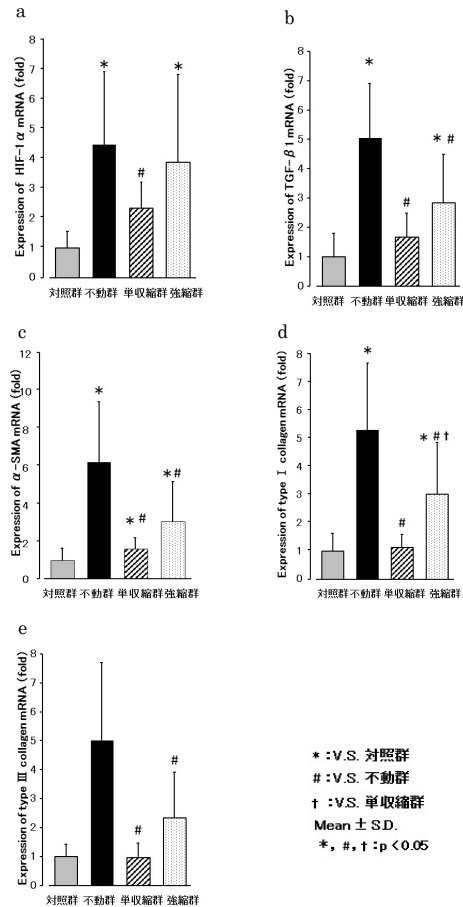 a
Expression of HIF-1α mRNA (fold)
8
7
6
5
4
3
2
1
0
*
#
*
対照群 不動群 単収縮群 強縮群
b
Expression of TGF-β1 mRNA (fold)
8
7
6
5
4
3
2
1
0
*
#
* #
対照群 不動群 単収縮群 強縮群
c
Expression of α-SMA mRNA (fold)
12
10
8
6
4
2
0
*
* #
* #
対照群 不動群 単収縮群 強縮群
d
Expression of type Ⅰ collagen mRNA (fold)
8
7
6
5
4
3
2
1
0
*
#
* # †
対照群 不動群 単収縮群 強縮群
e
Expression of type Ⅲ collagen mRNA (fold)
8
7
6
5
4
3
2
1
0
#
#
対照群 不動群 単収縮群 強縮群
* :V.S. 対照群
# :V.S. 不動群
† :V.S. 単収縮群
Mean ± S.D.
*, #, † : p < 0.05